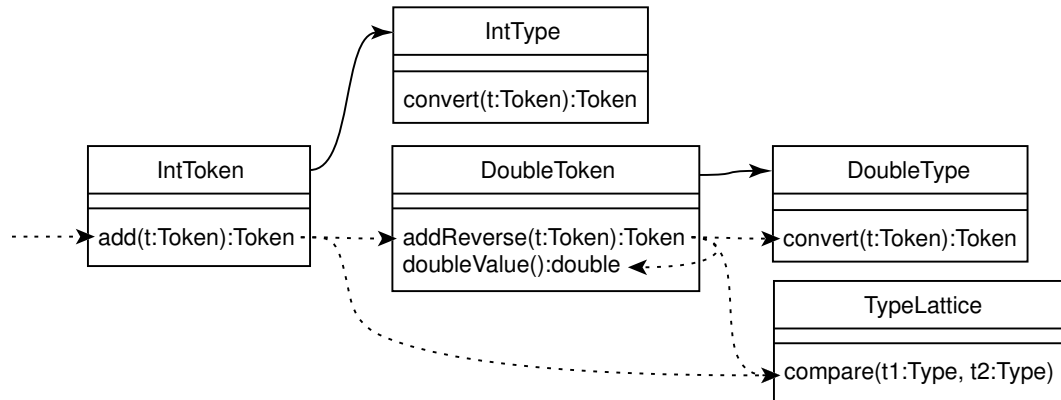 IntType
convert(t:Token):Token
IntToken
add(t:Token):Token
DoubleToken
addReverse(t:Token):Token
doubleValue():double
DoubleType
convert(t:Token):Token
TypeLattice
compare(t1:Type, t2:Type)